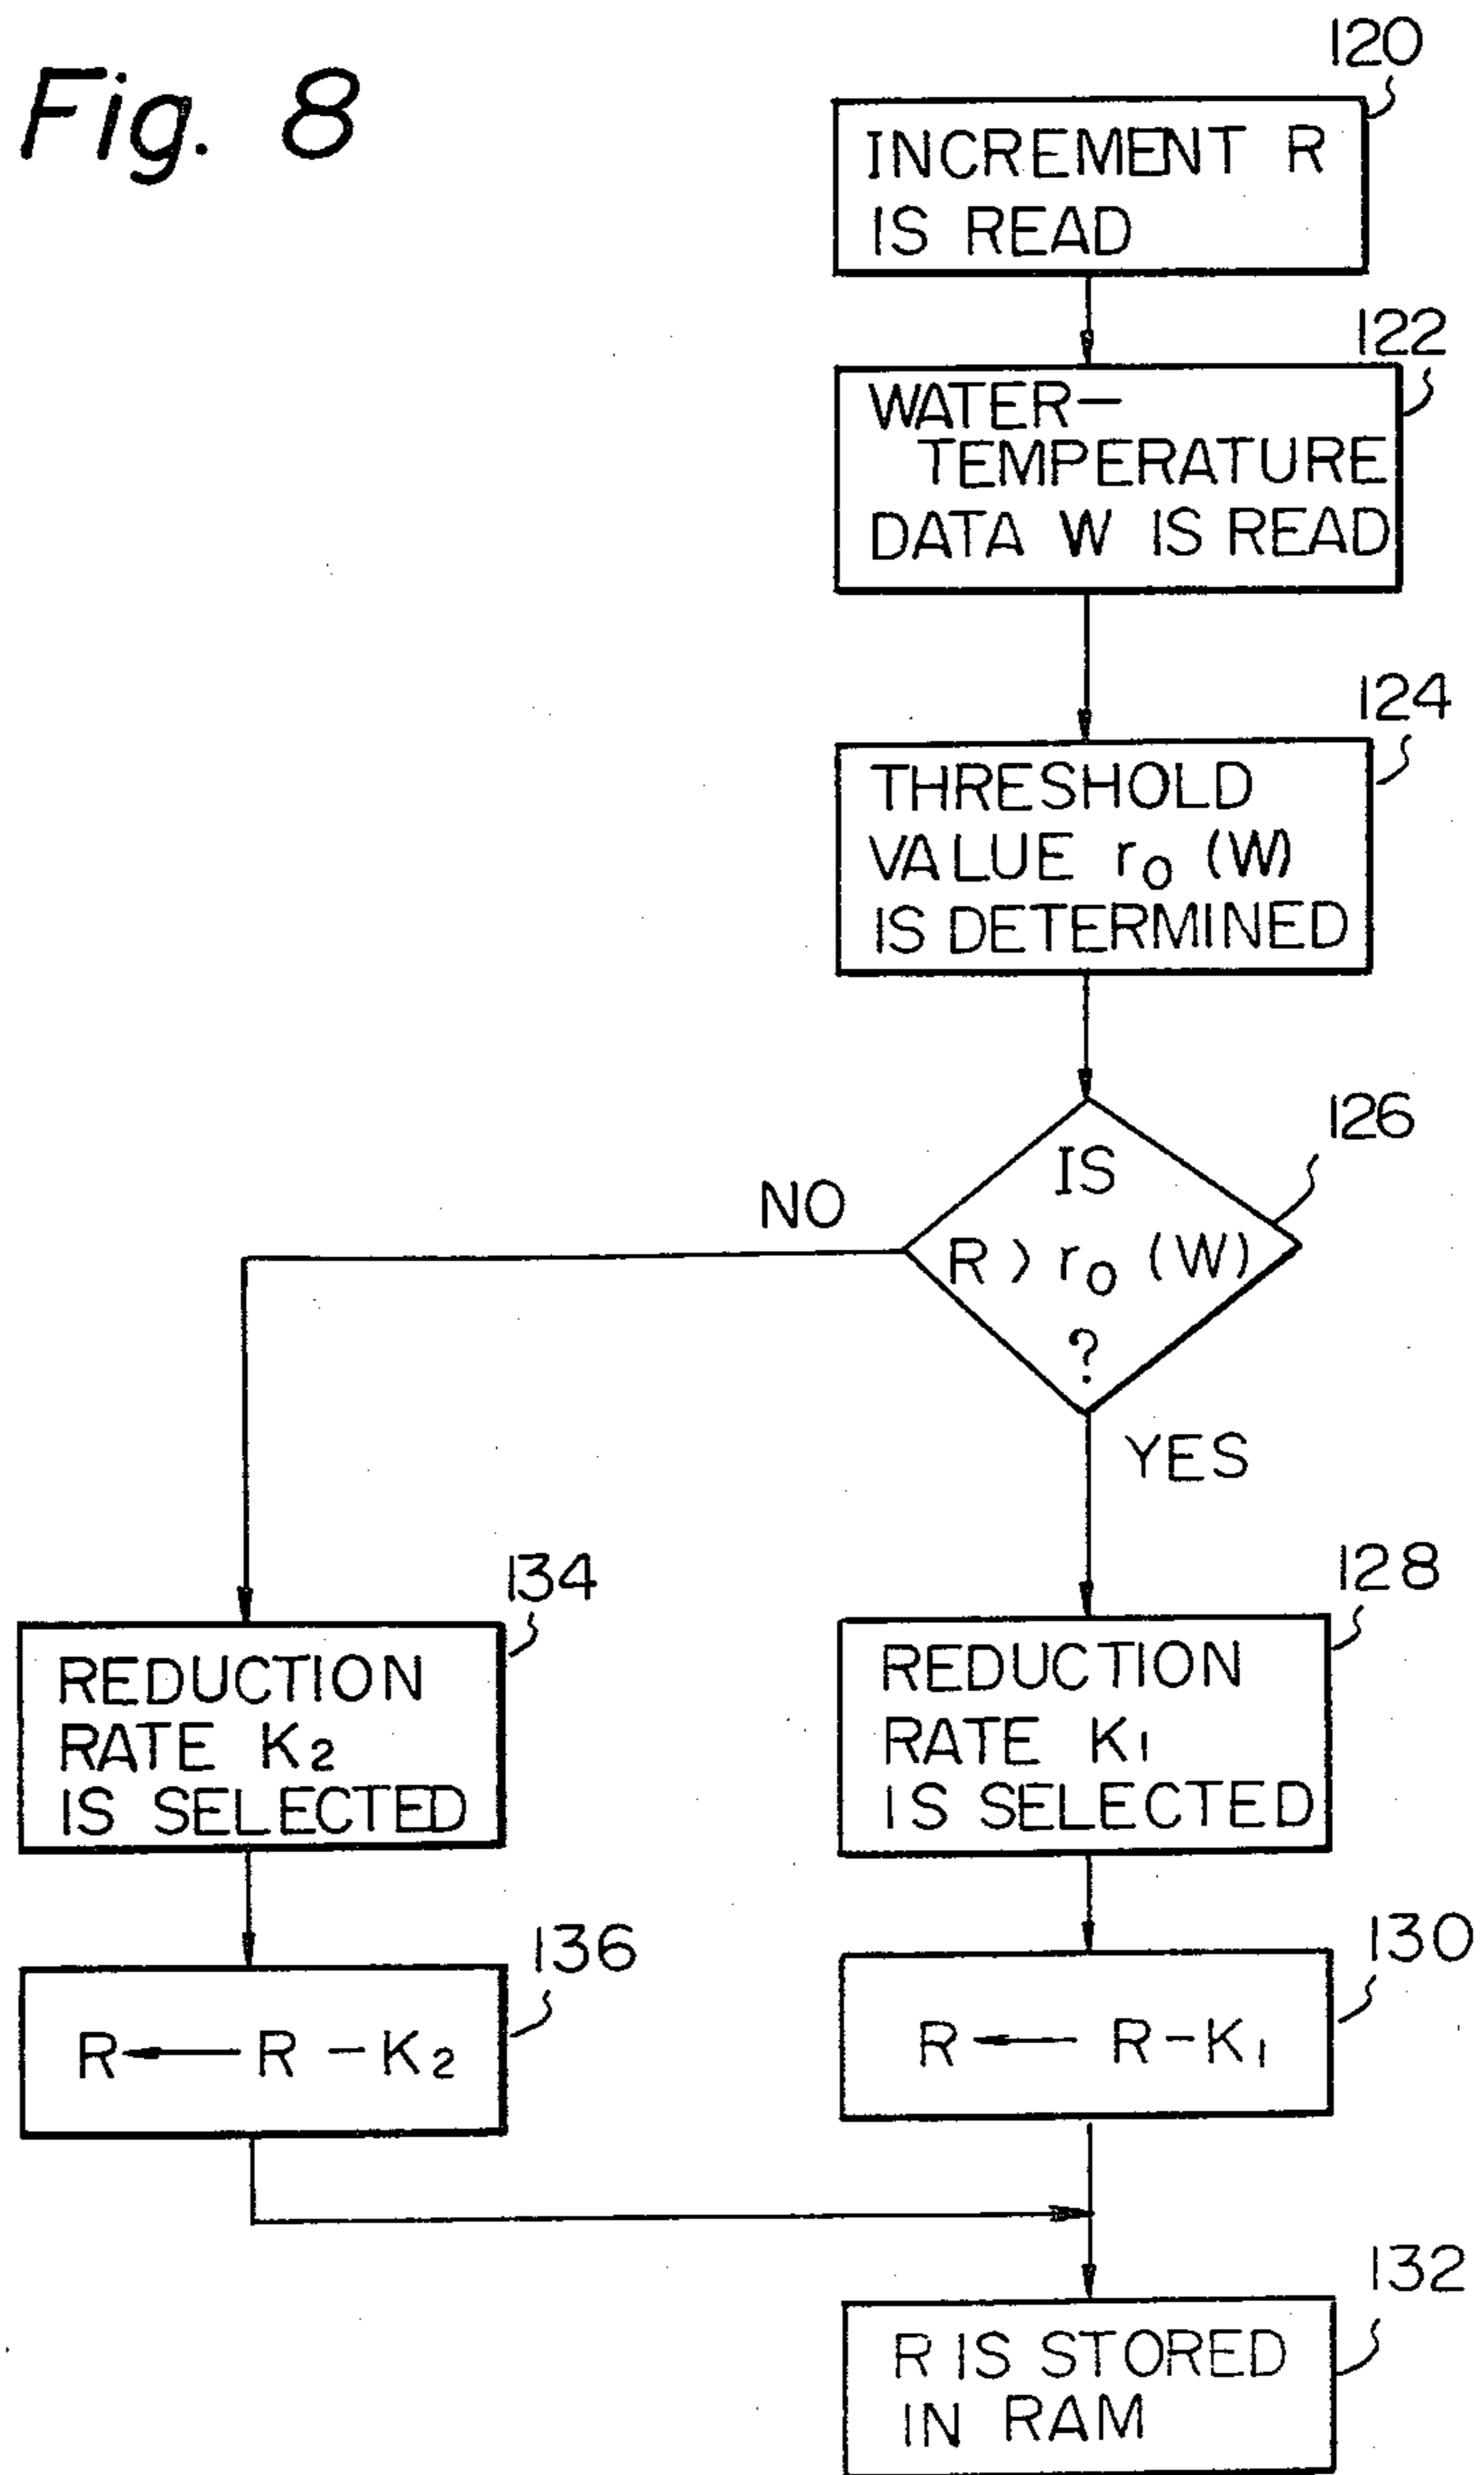 Fig. 8
120
INCREMENT R
IS READ
122
WATER-
TEMPERATURE
DATA W IS READ
124
THRESHOLD
VALUE r₀ (W)
IS DETERMINED
126
IS
R > r₀ (W)
?
NO
YES
134
REDUCTION
RATE K₂
IS SELECTED
128
REDUCTION
RATE K₁
IS SELECTED
136
R ← R - K₂
130
R ← R - K₁
132
R IS STORED
IN RAM